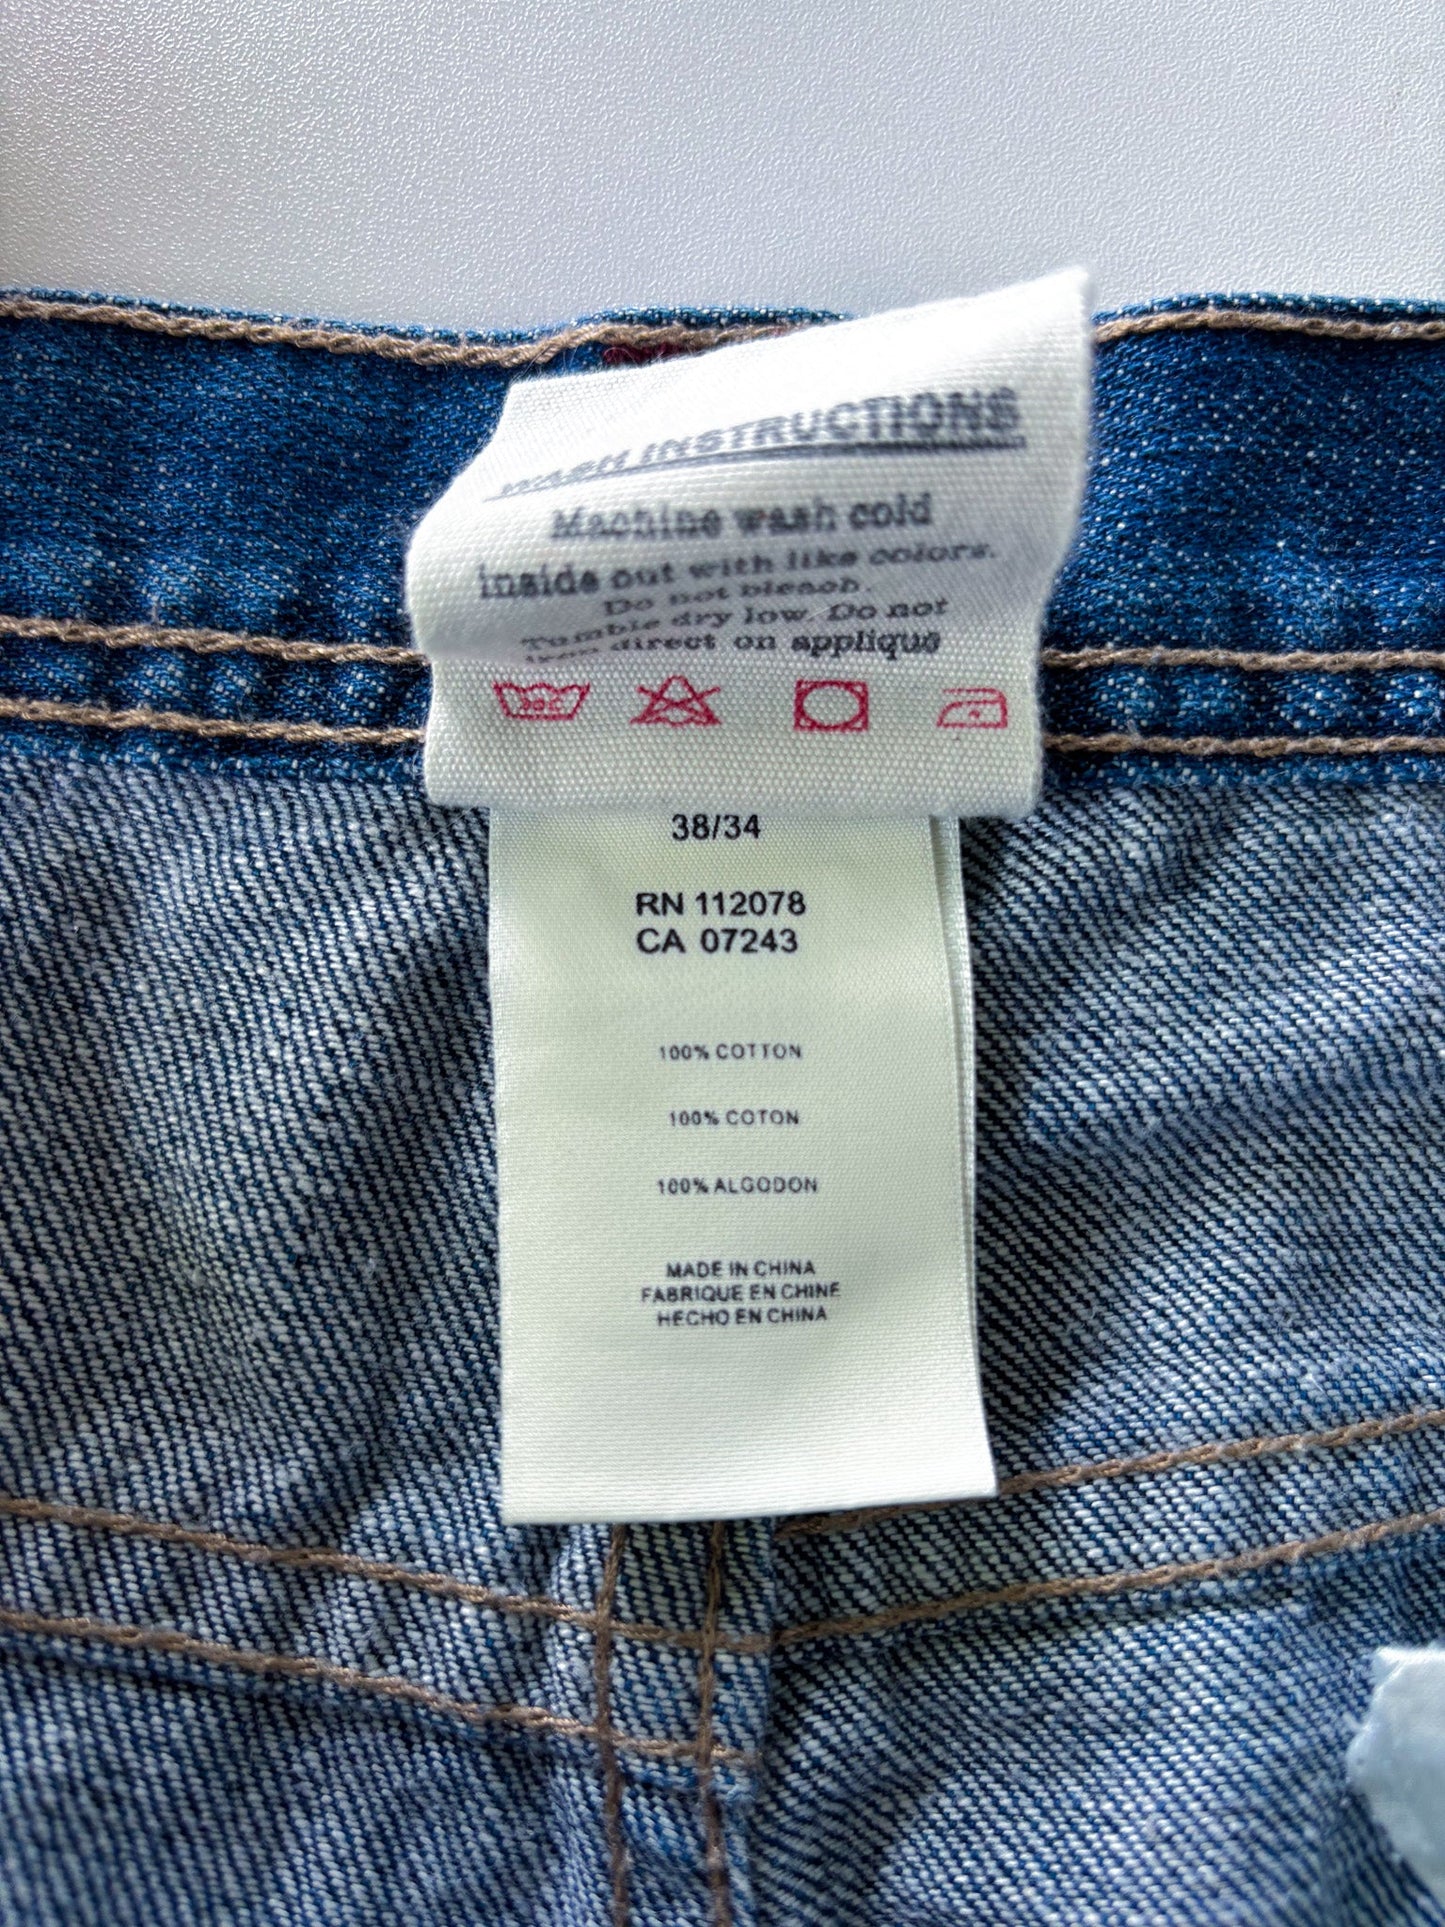 WASH INSTRUCTIONS
Machine wash cold
inside out with like colors.
Do not bleach.
Tumble dry low. Do not
iron direct on applique
30C
38/34
RN 112078
CA 07243
100% COTTON
100% COTON
100% ALGODON
MADE IN CHINA
FABRIQUE EN CHINE
HECHO EN CHINA